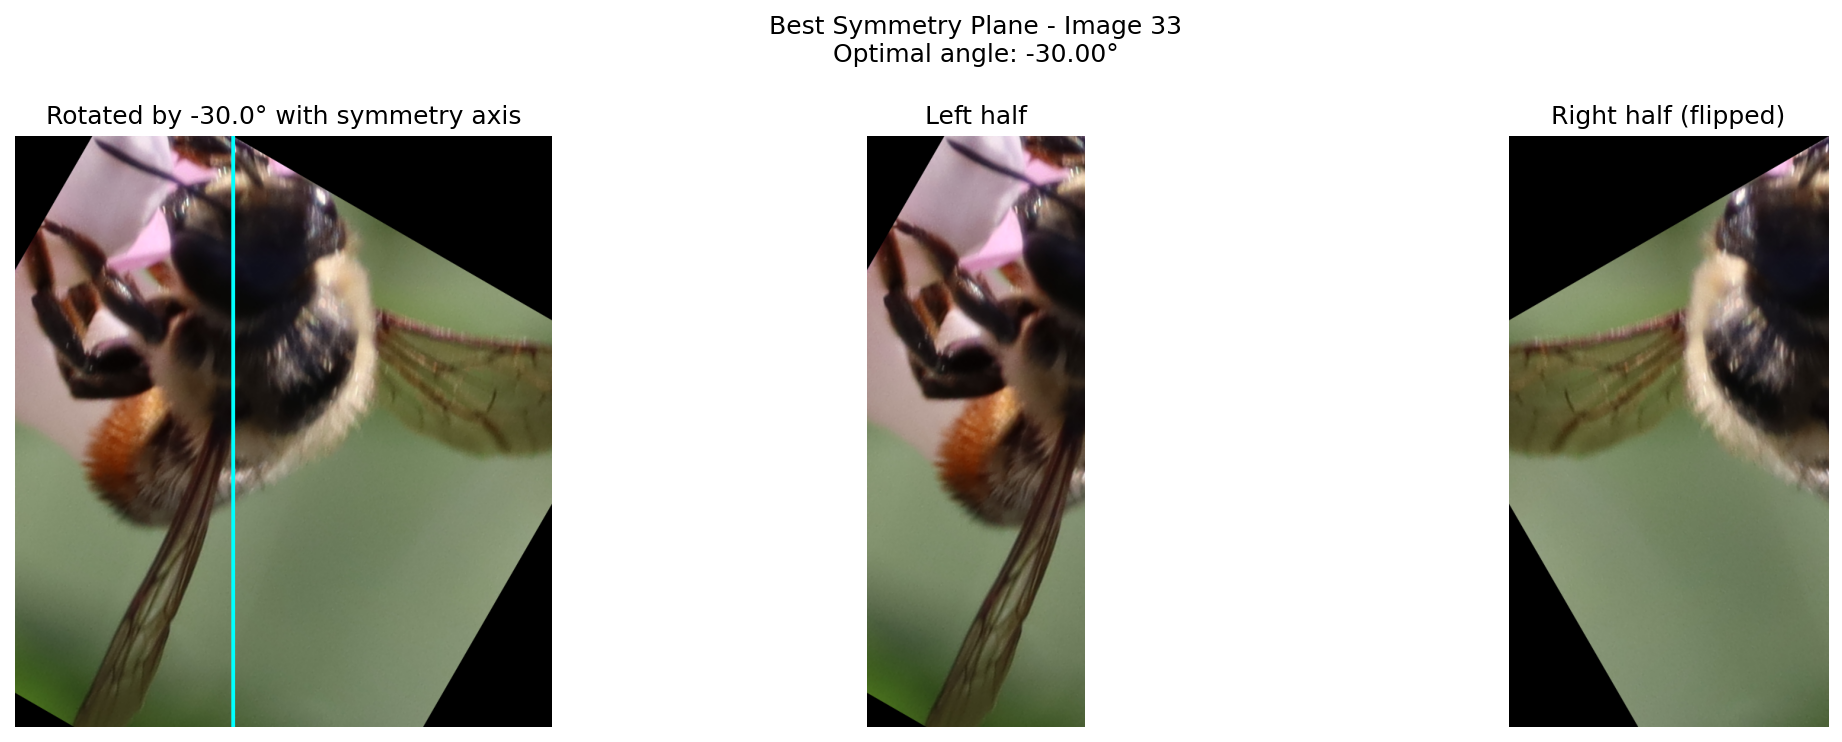 Best Symmetry Plane - Image 33
Optimal angle: -30.00°
Rotated by -30.0° with symmetry axis
Left half
Right half (flipped)